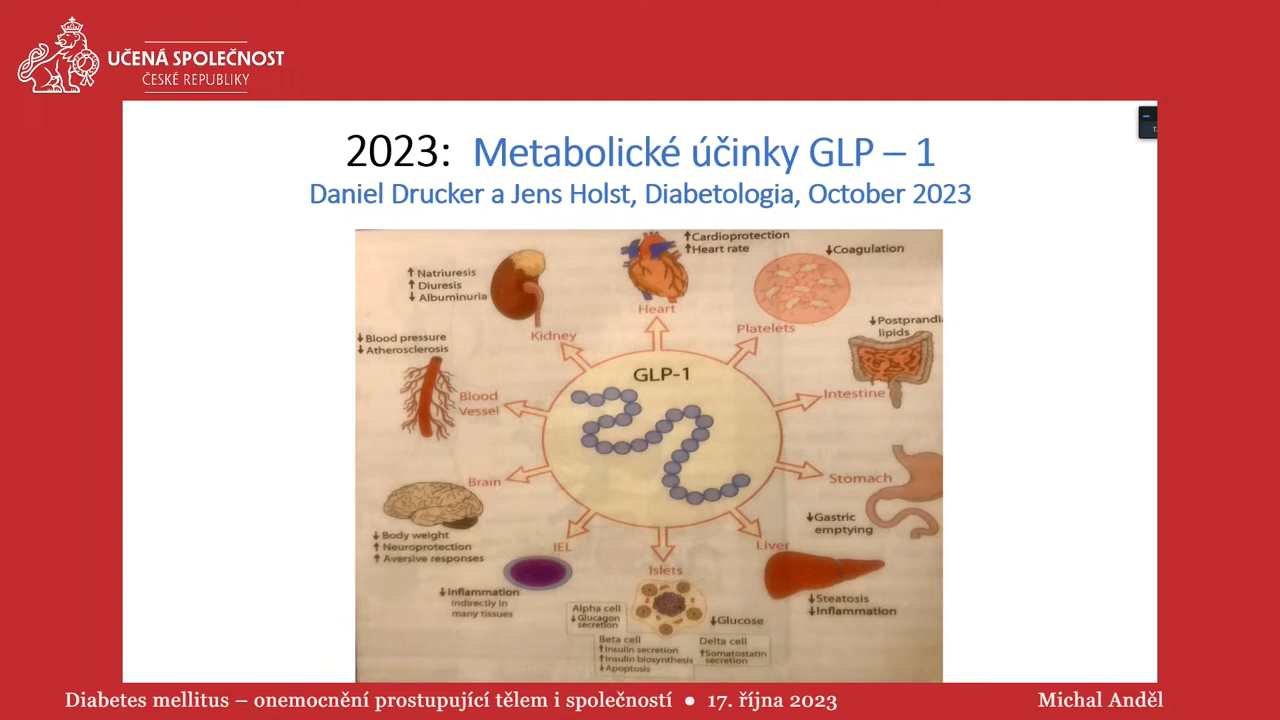 UČENÁ SPOLEČNOST
ČESKÉ REPUBLIKY
2023: Metabolické účinky GLP – 1
Daniel Drucker a Jens Holst, Diabetologia, October 2023
↑Cardioprotection
↑Heart rate
Heart
↓Coagulation
Platelets
↓Postprandi
lipids
Intestine
Stomach
↓Gastric
emptying
Liver
↓Steatosis
↓Inflammation
Islets
↓Glucose
Alpha cell
↓Glucagon
secretion
Beta cell
↑Insulin secretion
↑Insulin biosynthesis
↓Apoptosis
Delta cell
↑Somatostatin
secretion
IEL
↓Inflammation
Indirectly in
many tissues
Brain
↓Body weight
↑Neuroprotection
↑Aversive responses
Blood
Vessel
↓Blood pressure
↓Atherosclerosis
Kidney
↑Natriuresis
↑Diuresis
↓Albuminuria
GLP-1
Diabetes mellitus – onemocnění prostupující tělem i společností ● 17. října 2023
Michal Anděl